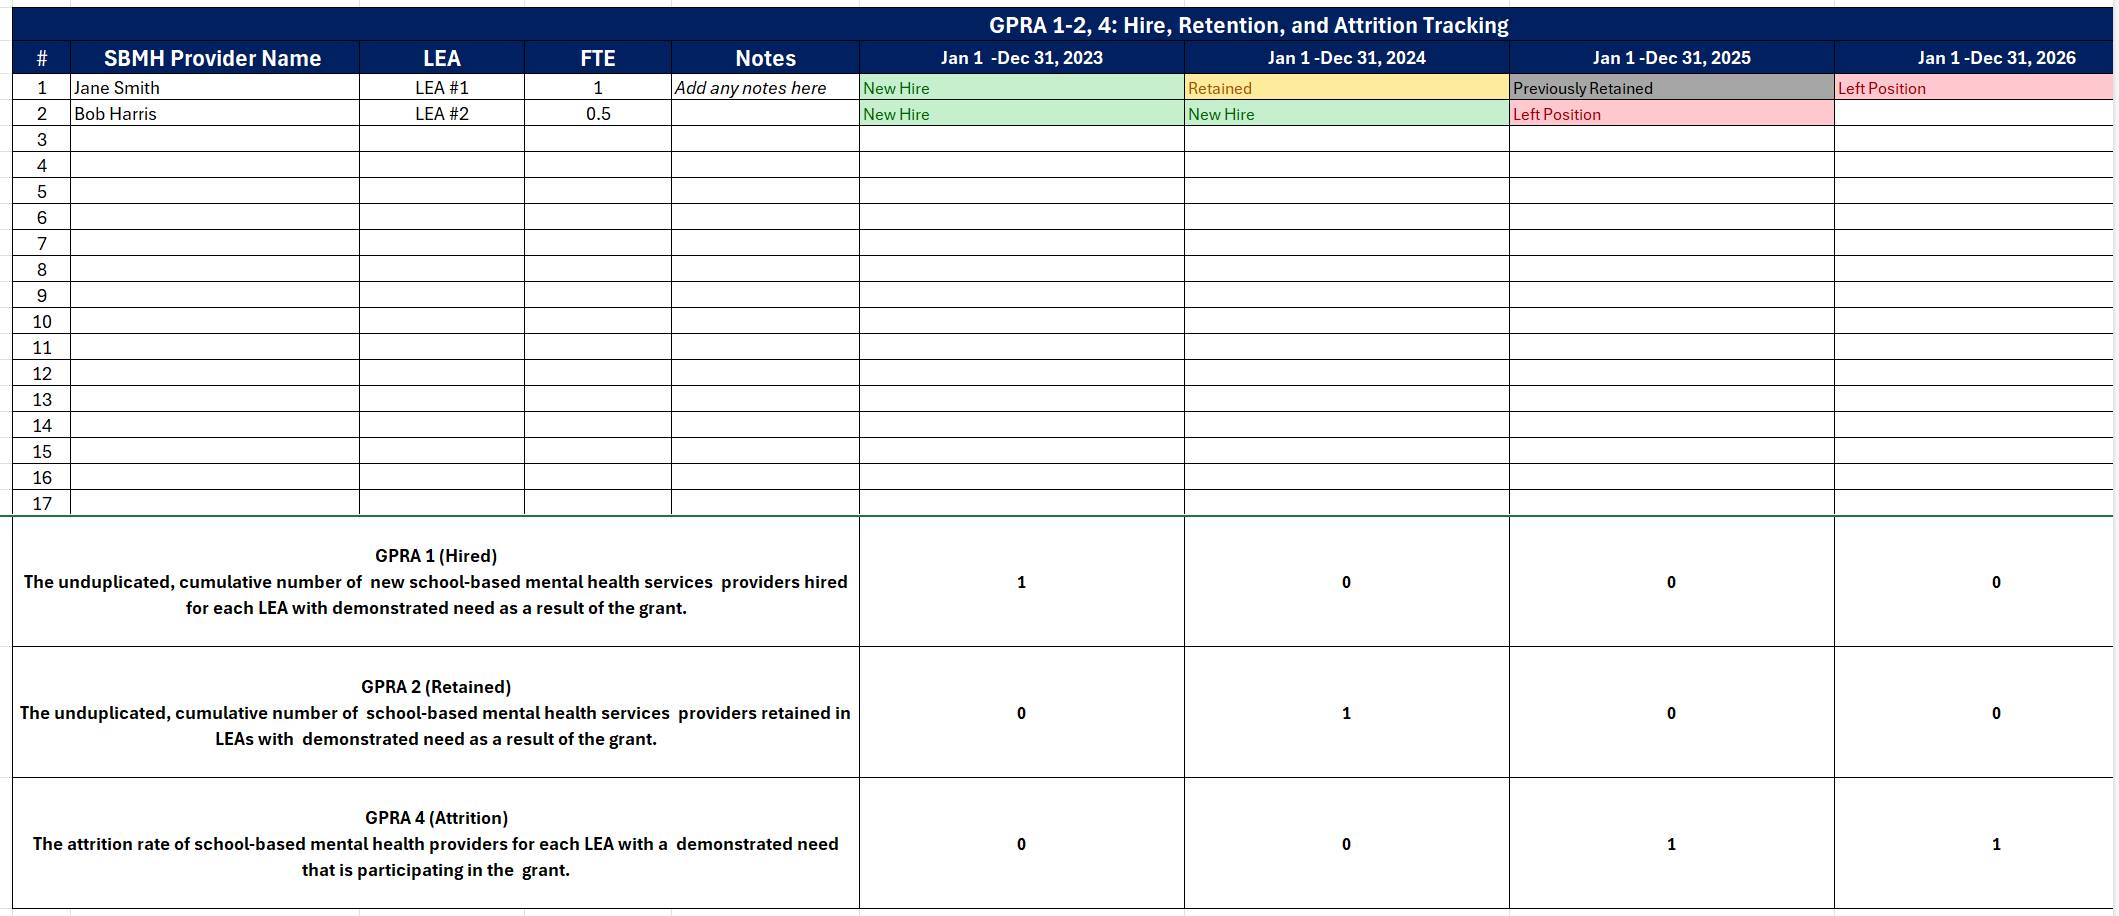 GPRA 1-2, 4: Hire, Retention, and Attrition Tracking
# SBMH Provider Name LEA FTE Notes Jan 1 -Dec 31, 2023 Jan 1 -Dec 31, 2024 Jan 1 -Dec 31, 2025 Jan 1 -Dec 31, 2026
1 Jane Smith LEA #1 1 Add any notes here New Hire Retained Previously Retained Left Position
2 Bob Harris LEA #2 0.5 New Hire New Hire Left Position
3
4
5
6
7
8
9
10
11
12
13
14
15
16
17
GPRA 1 (Hired)
The unduplicated, cumulative number of new school-based mental health services providers hired
for each LEA with demonstrated need as a result of the grant.
1 0 0 0
GPRA 2 (Retained)
The unduplicated, cumulative number of school-based mental health services providers retained in
LEAs with demonstrated need as a result of the grant.
0 1 0 0
GPRA 4 (Attrition)
The attrition rate of school-based mental health providers for each LEA with a demonstrated need
that is participating in the grant.
0 0 1 1